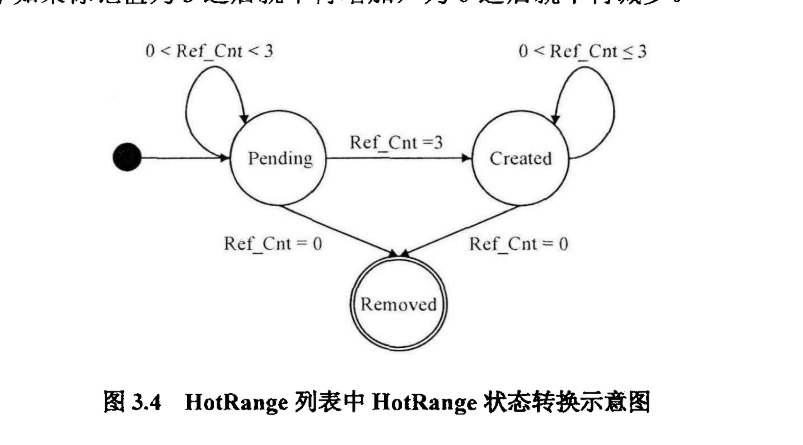 0 < Ref_Cnt < 3
0 < Ref_Cnt ≤ 3
Pending
Ref_Cnt =3
Created
Ref_Cnt = 0
Ref_Cnt = 0
Removed
图 3.4 HotRange 列表中 HotRange 状态转换示意图